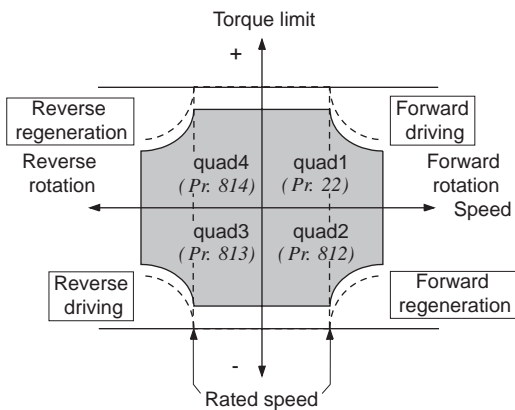 Torque limit
+
Reverse
regeneration
Forward
driving
quad4
(Pr. 814)
quad1
(Pr. 22)
Reverse
rotation
Forward
rotation
Speed
quad3
(Pr. 813)
quad2
(Pr. 812)
Reverse
driving
Forward
regeneration
-
Rated speed